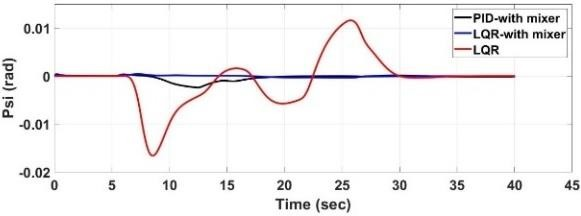 0.01
0
-0.01
-0.02
Psi (rad)
PID-with mixer
LQR-with mixer
LQR
0 5 10 15 20 25 30 35 40 45
Time (sec)